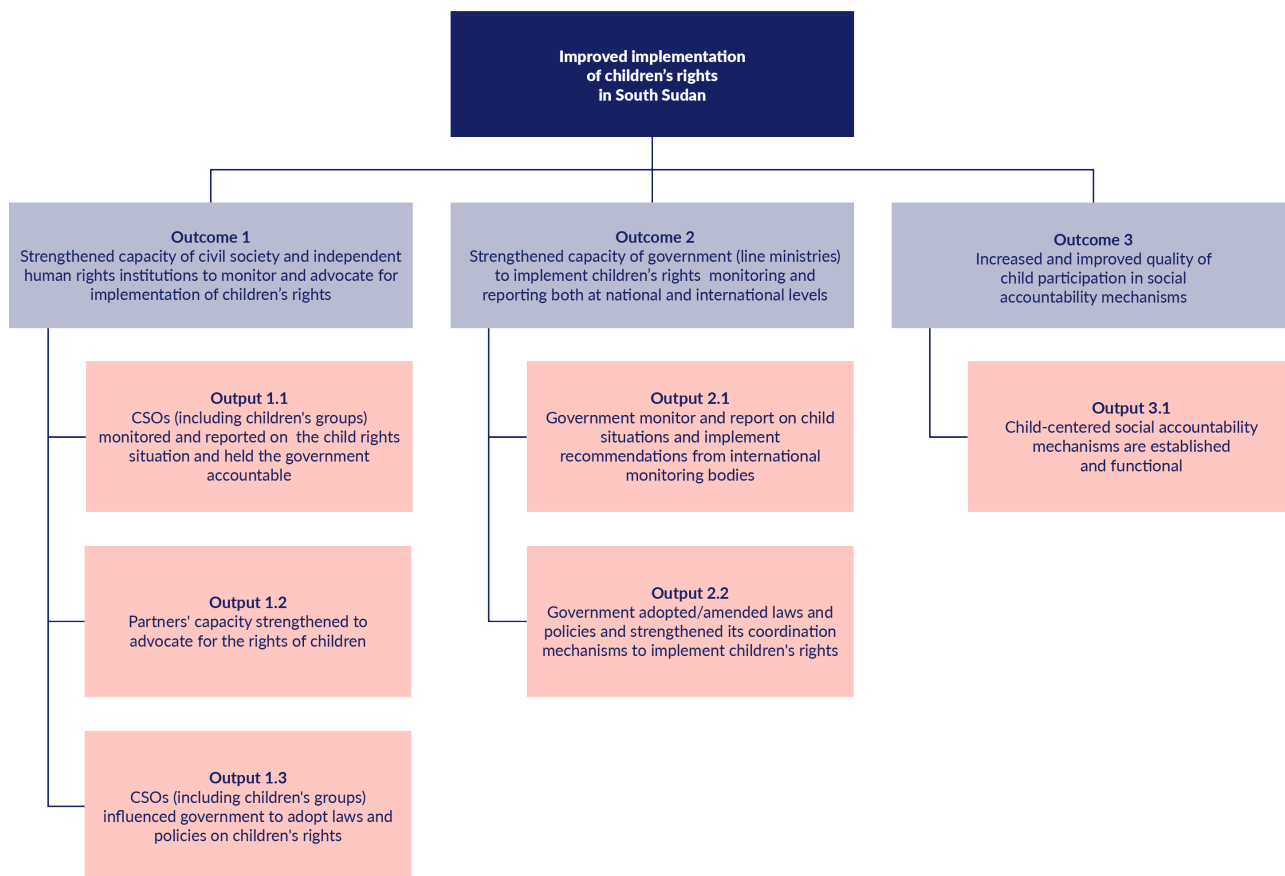 Improved implementation
of children’s rights
in South Sudan
Outcome 1
Strengthened capacity of civil society and independent
human rights institutions to monitor and advocate for
implementation of children’s rights
Outcome 2
Strengthened capacity of government (line ministries)
to implement children’s rights  monitoring and
reporting both at national and international levels
Outcome 3
Increased and improved quality of
child participation in social
accountability mechanisms
Output 1.1
CSOs (including children's groups)
monitored and reported on  the child rights
situation and held the government
accountable
Output 2.1
Government monitor and report on child
situations and implement
recommendations from international
monitoring bodies
Output 3.1
Child-centered social accountability
mechanisms are established
and functional
Output 1.2
Partners' capacity strengthened to
advocate for the rights of children
Output 2.2
Government adopted/amended laws and
policies and strengthened its coordination
mechanisms to implement children's rights
Output 1.3
CSOs (including children's groups)
influenced government to adopt laws and
policies on children's rights